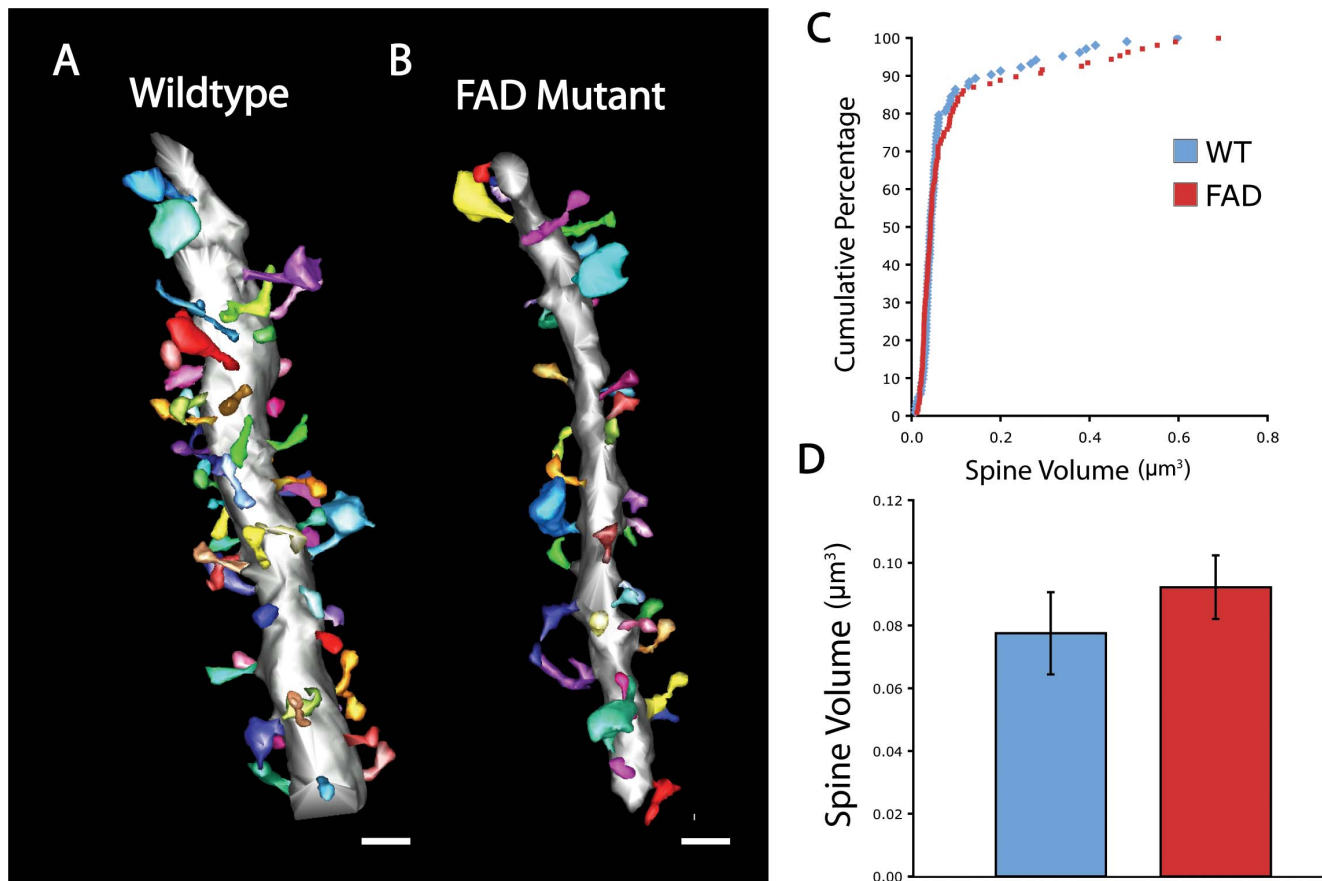 A
Wildtype
B
FAD Mutant
C
100
90
80
70
60
50
40
30
20
10
0
Cumulative Percentage
WT
FAD
0.0
0.2
0.4
0.6
0.8
Spine Volume (μm³)
D
0.12
0.10
0.08
0.06
0.04
0.02
0.00
Spine Volume (μm³)